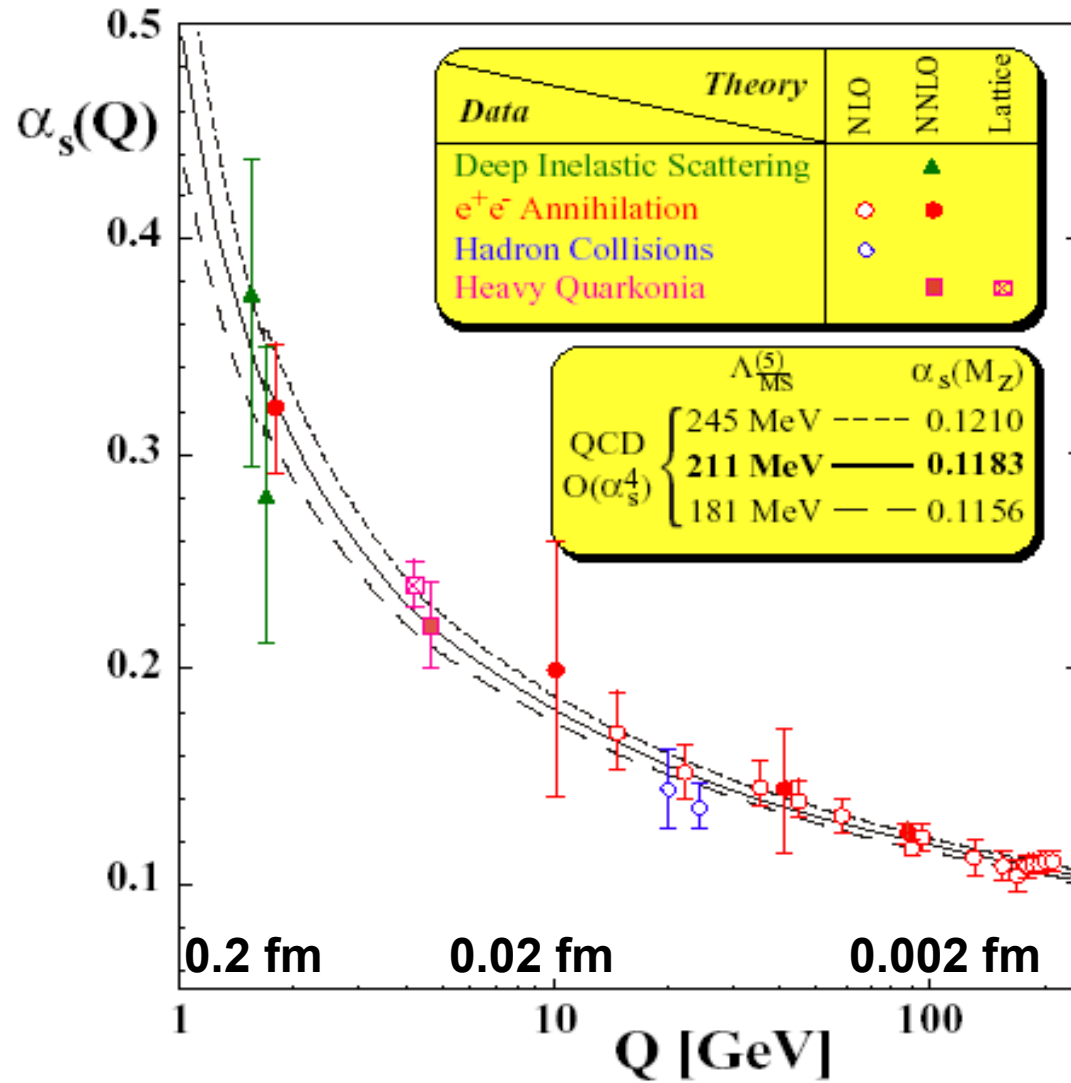 0.5
α_s(Q)
0.4
0.3
0.2
0.1
Data Theory NLO NNLO Lattice
Deep Inelastic Scattering
e⁺e⁻ Annihilation
Hadron Collisions
Heavy Quarkonia
Λ_MS^(5) α_s(M_Z)
245 MeV 0.1210
QCD
211 MeV 0.1183
O(α_s^4)
181 MeV 0.1156
0.2 fm 0.02 fm 0.002 fm
1 10 100
Q [GeV]